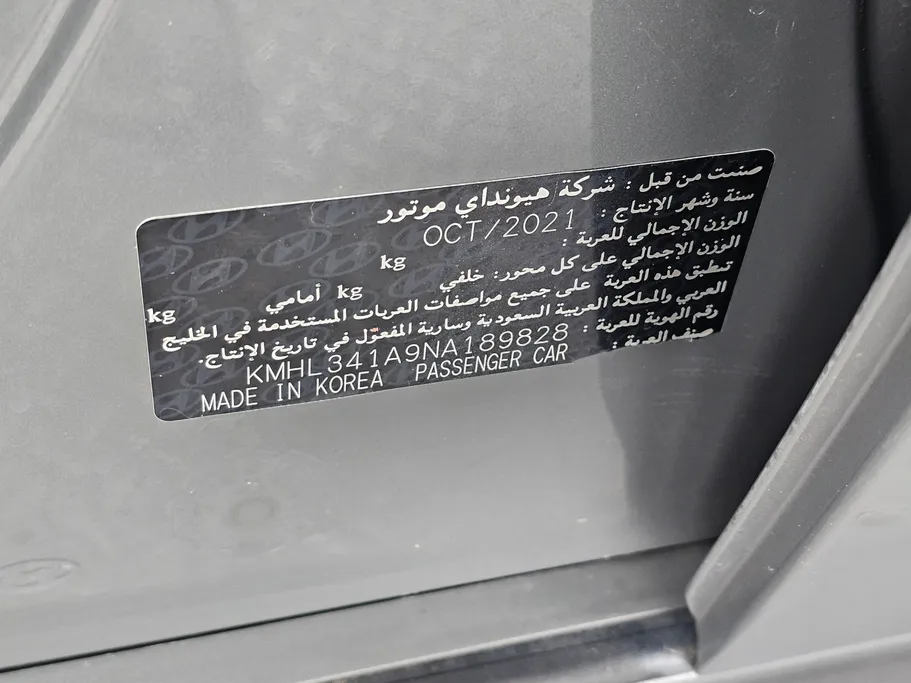 صنعت من قبل : شركة هيونداي موتور
سنة وشهر الإنتاج : OCT/2021
الوزن الإجمالي للعربة : kg
الوزن الإجمالي على كل محور: خلفي kg أمامي kg
تنطبق هذه العربة على جميع مواصفات العربات المستخدمة في الخليج
العربي والمملكة العربية السعودية وسارية المفعول في تاريخ الإنتاج.
رقم الهوية للعربة : KMHL341A9NA189828
صنف العربة : PASSENGER CAR MADE IN KOREA